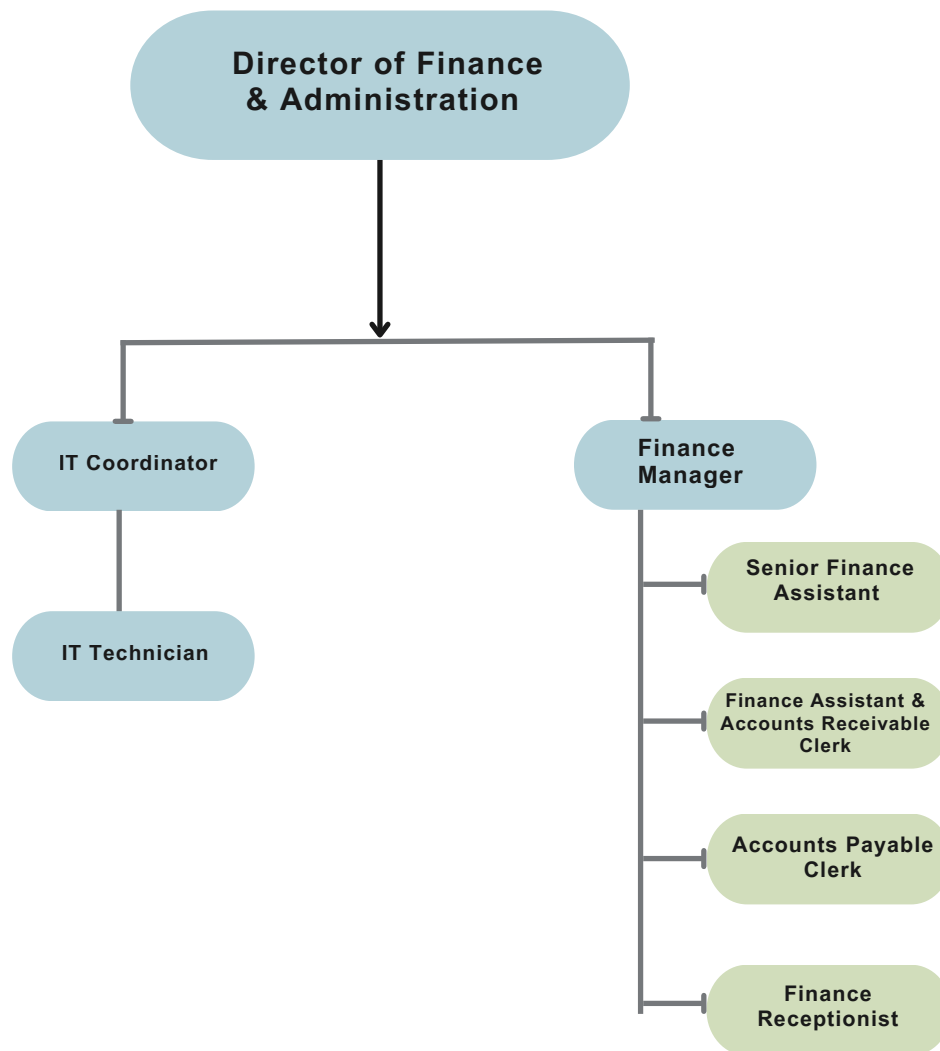 Director of Finance
& Administration
IT Coordinator
Finance
Manager
Senior Finance
Assistant
IT Technician
Finance Assistant &
Accounts Receivable
Clerk
Accounts Payable
Clerk
Finance
Receptionist